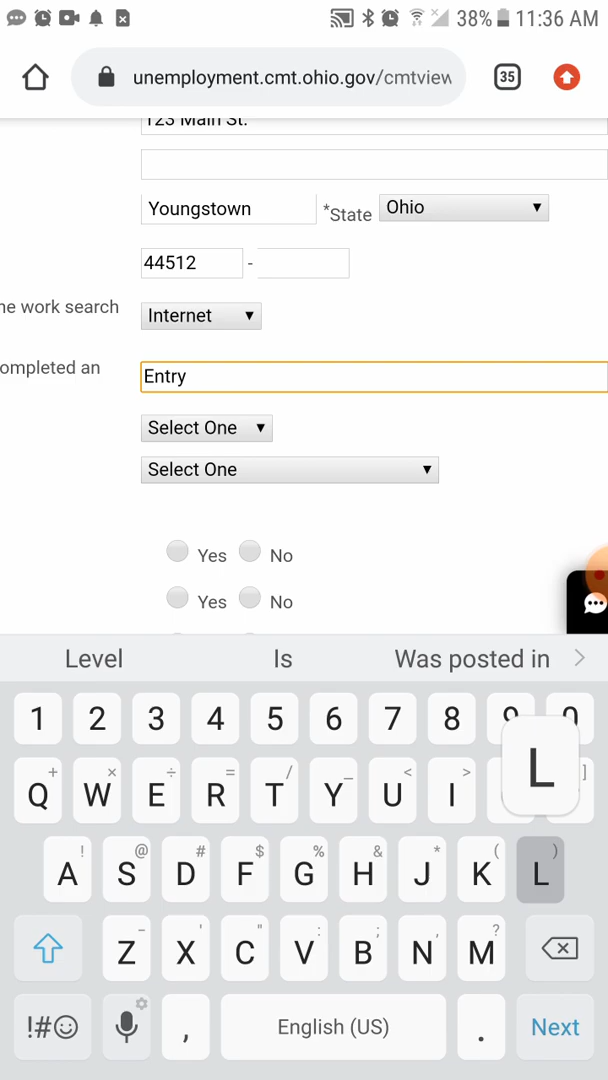 38% 11:36 AM
unemployment.cmt.ohio.gov/cmtview 35
123 Main St.
Youngstown *State Ohio
44512 -
ne work search Internet
ompleted an Entry
Select One
Select One
Yes No
Yes No
Level Is Was posted in
1 2 3 4 5 6 7 8 9 0
Q + W × E ÷ R = T / Y _ U < I > ]
L
A ! S @ D # F $ G % H & J * K ( L )
Z - X ' C " V : B ; N , M ?
!#☺ , English (US) . Next